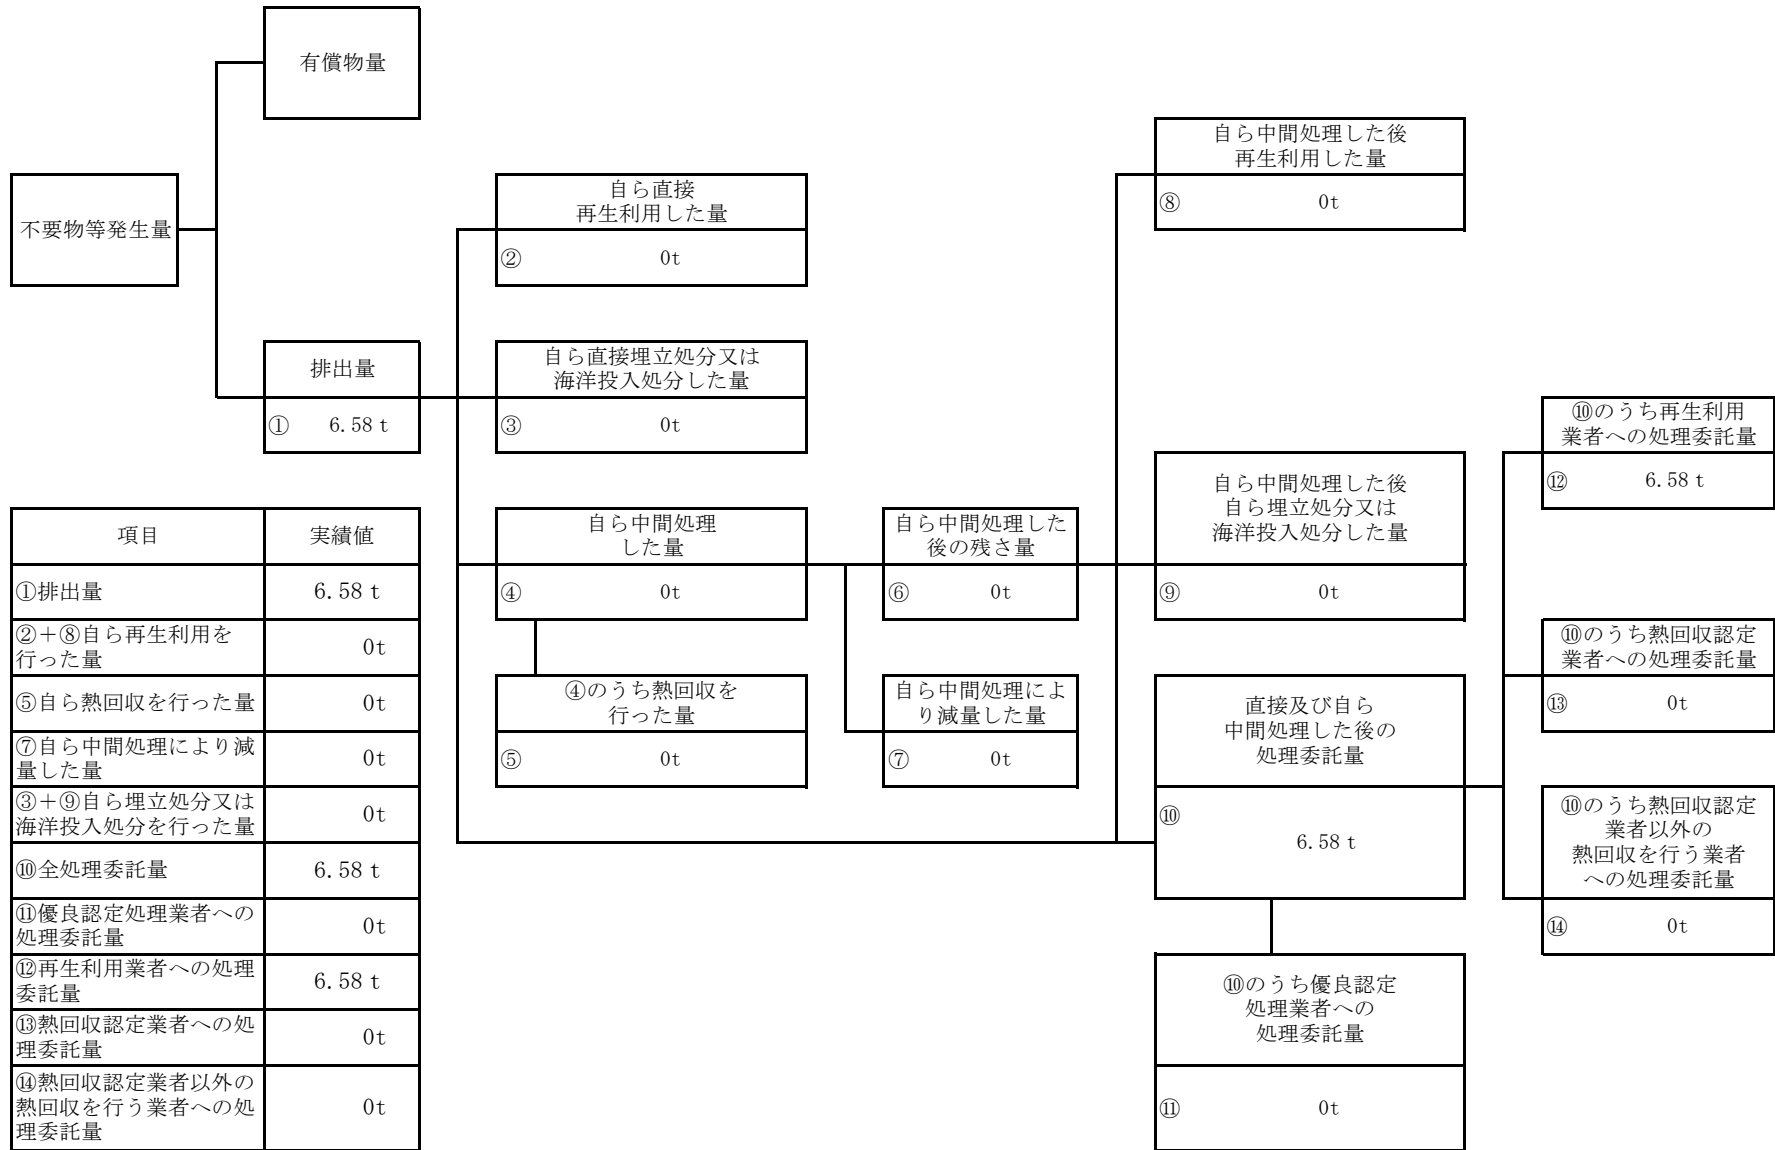 有償物量
不要物等発生量
排出量
① 6.58 t
自ら直接
再生利用した量
② 0t
自ら直接埋立処分又は
海洋投入処分した量
③ 0t
自ら中間処理
した量
④ 0t
④のうち熱回収を
行った量
⑤ 0t
自ら中間処理した
後の残さ量
⑥ 0t
自ら中間処理によ
り減量した量
⑦ 0t
自ら中間処理した後
再生利用した量
⑧ 0t
自ら中間処理した後
自ら埋立処分又は
海洋投入処分した量
⑨ 0t
直接及び自ら
中間処理した後の
処理委託量
⑩
6.58 t
⑩のうち優良認定
処理業者への
処理委託量
⑪ 0t
⑩のうち再生利用
業者への処理委託量
⑫ 6.58 t
⑩のうち熱回収認定
業者への処理委託量
⑬ 0t
⑩のうち熱回収認定
業者以外の
熱回収を行う業者
への処理委託量
⑭ 0t
項目 実績値
①排出量 6.58 t
②+⑧自ら再生利用を
行った量 0t
⑤自ら熱回収を行った量 0t
⑦自ら中間処理により減
量した量 0t
③+⑨自ら埋立処分又は
海洋投入処分を行った量 0t
⑩全処理委託量 6.58 t
⑪優良認定処理業者への
処理委託量 0t
⑫再生利用業者への処理
委託量 6.58 t
⑬熱回収認定業者への処
理委託量 0t
⑭熱回収認定業者以外の
熱回収を行う業者への処
理委託量 0t